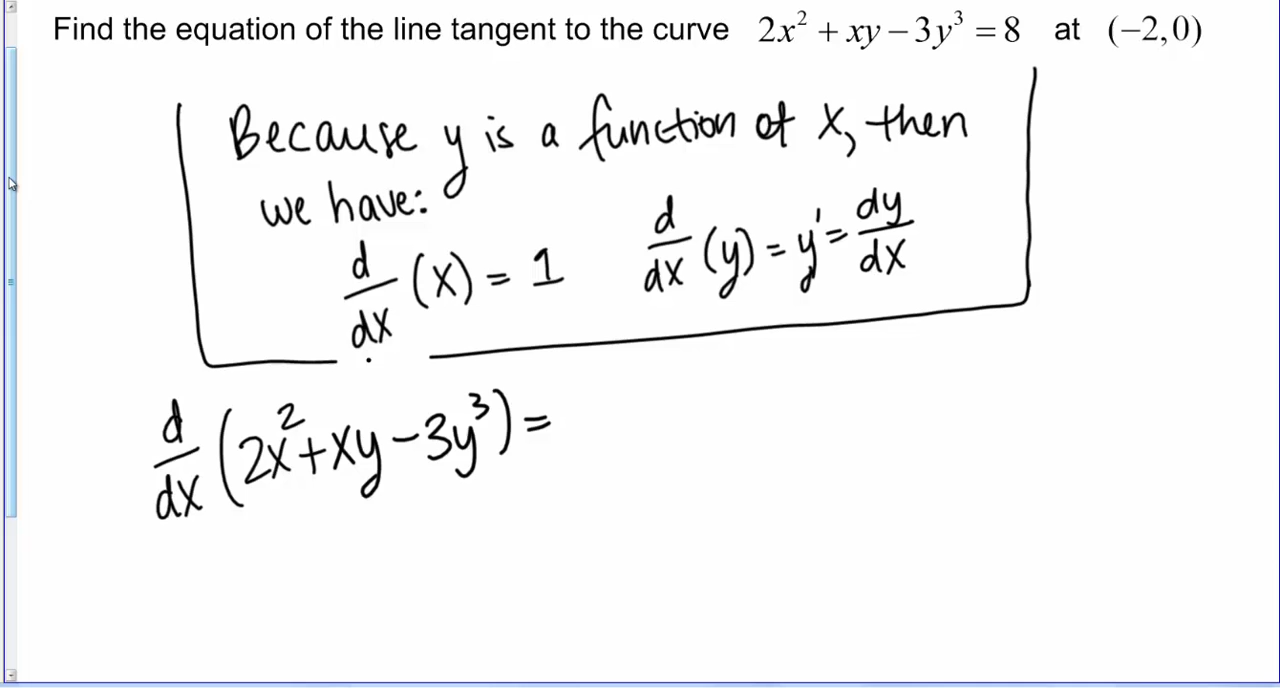 Find the equation of the line tangent to the curve 2x² + xy − 3y³ = 8 at (−2,0)
Because y is a function of x, then
we have:
d/dx (x) = 1 d/dx (y) = y' = dy/dx
d/dx (2x² + xy − 3y³) =